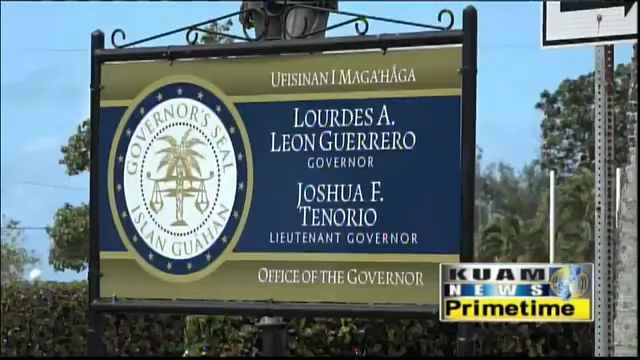 UFISINAN I MAGA'HÅGA
LOURDES A.
LEON GUERRERO
GOVERNOR
JOSHUA F.
TENORIO
LIEUTENANT GOVERNOR
OFFICE OF THE GOVERNOR
GOVERNOR'S SEAL
ISLAN GUÅHAN
KUAM
NEWS
Primetime